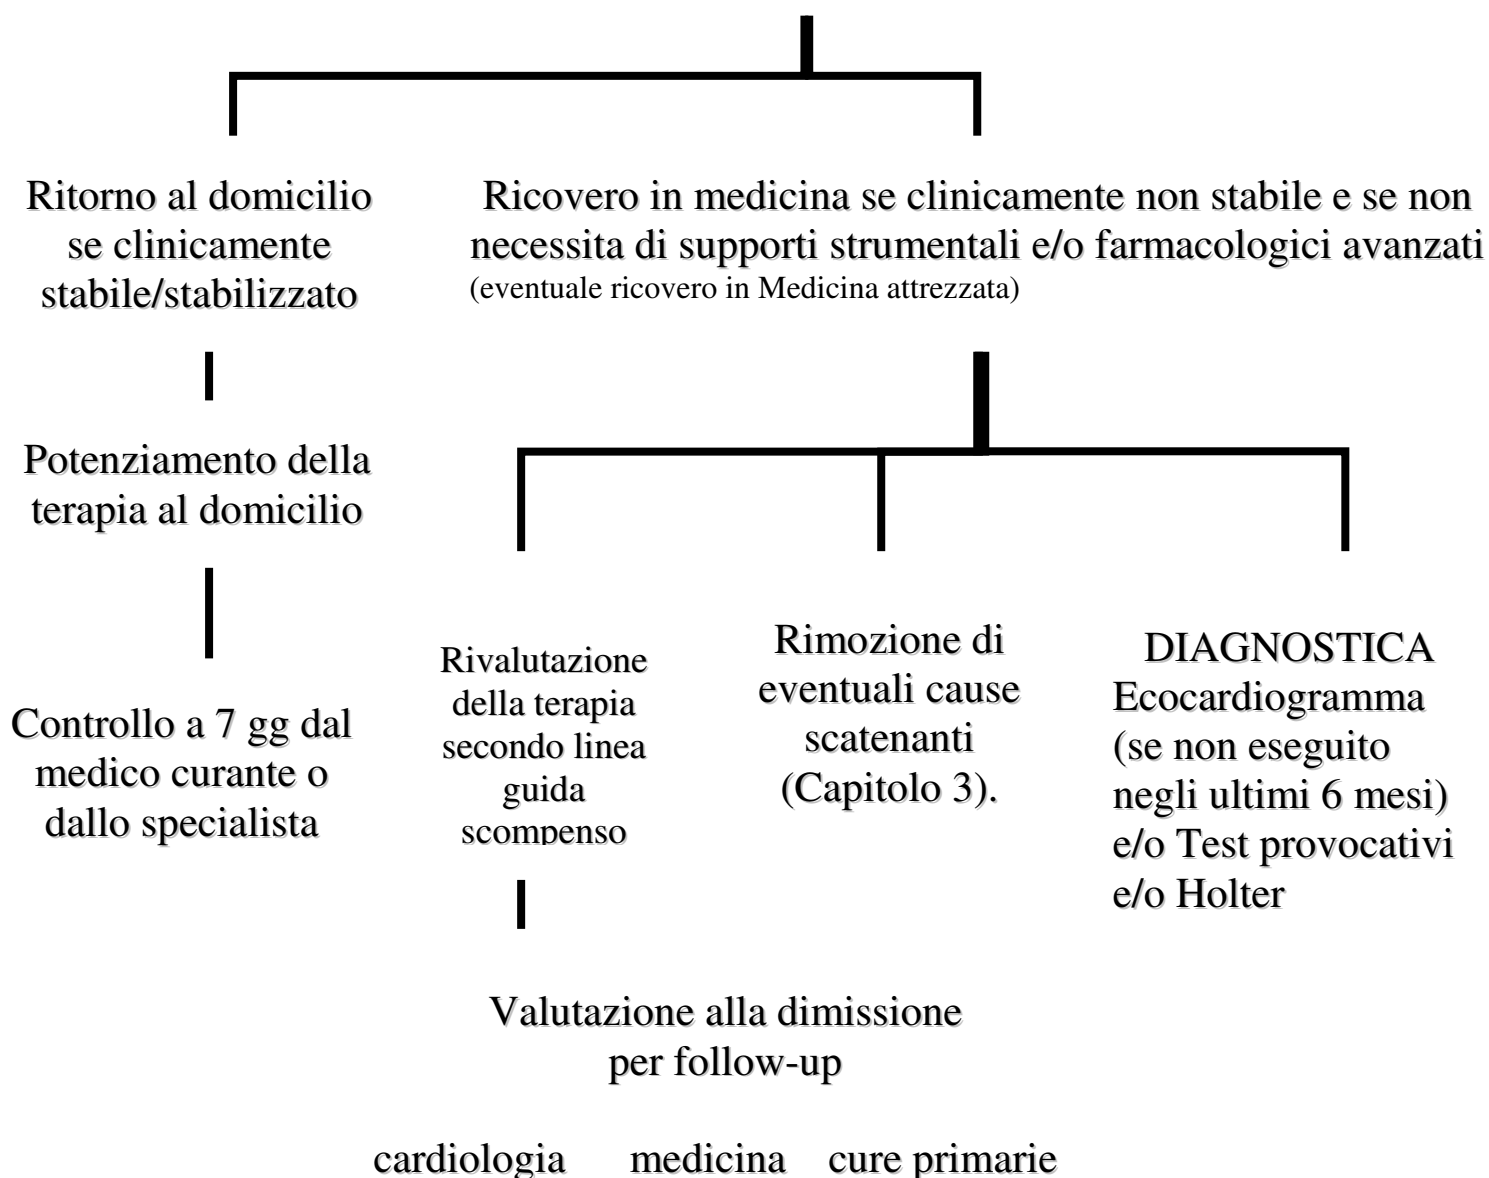 Ritorno al domicilio
se clinicamente
stabile/stabilizzato
Ricovero in medicina se clinicamente non stabile e se non
necessita di supporti strumentali e/o farmacologici avanzati
(eventuale ricovero in Medicina attrezzata)
Potenziamento della
terapia al domicilio
Controllo a 7 gg dal
medico curante o
dallo specialista
Rivalutazione
della terapia
secondo linea
guida
scompenso
Rimozione di
eventuali cause
scatenanti
(Capitolo 3).
DIAGNOSTICA
Ecocardiogramma
(se non eseguito
negli ultimi 6 mesi)
e/o Test provocativi
e/o Holter
Valutazione alla dimissione
per follow-up
cardiologia medicina cure primarie